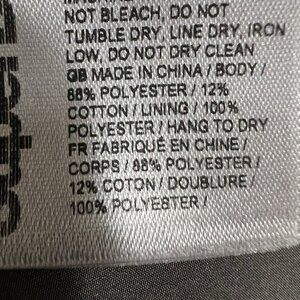 NOT BLEACH, DO NOT
TUMBLE DRY, LINE DRY, IRON
LOW, DO NOT DRY CLEAN
GB MADE IN CHINA / BODY /
88% POLYESTER / 12%
COTTON / LINING / 100%
POLYESTER / HANG TO DRY
FR FABRIQUÉ EN CHINE /
CORPS / 88% POLYESTER /
12% COTON / DOUBLURE /
100% POLYESTER /